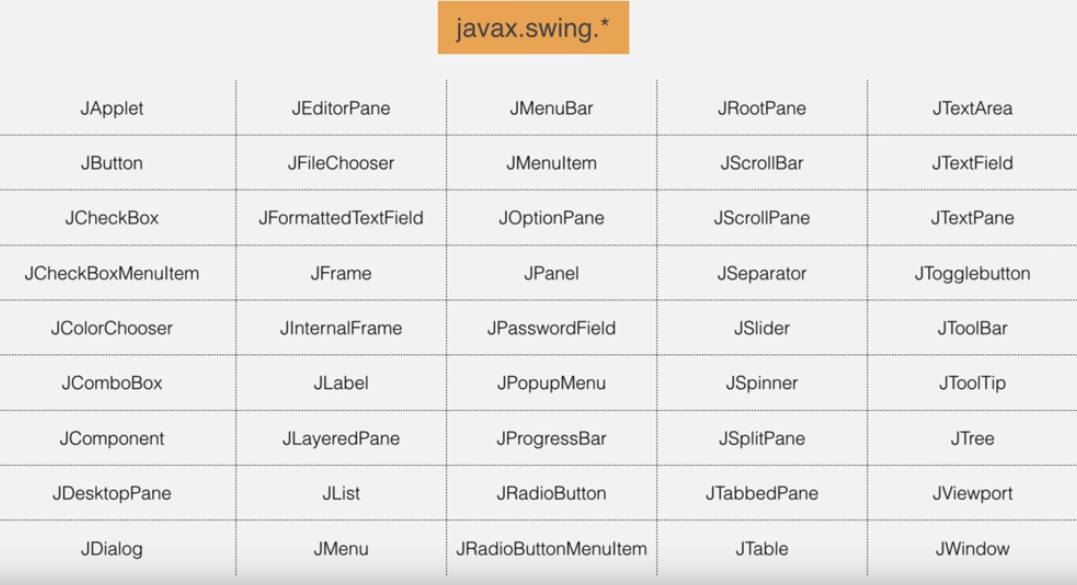 javax.swing.*
JApplet JEditorPane JMenuBar JRootPane JTextArea
JButton JFileChooser JMenuItem JScrollBar JTextField
JCheckBox JFormattedTextField JOptionPane JScrollPane JTextPane
JCheckBoxMenuItem JFrame JPanel JSeparator JTogglebutton
JColorChooser JInternalFrame JPasswordField JSlider JToolBar
JComboBox JLabel JPopupMenu JSpinner JToolTip
JComponent JLayeredPane JProgressBar JSplitPane JTree
JDesktopPane JList JRadioButton JTabbedPane JViewport
JDialog JMenu JRadioButtonMenuItem JTable JWindow